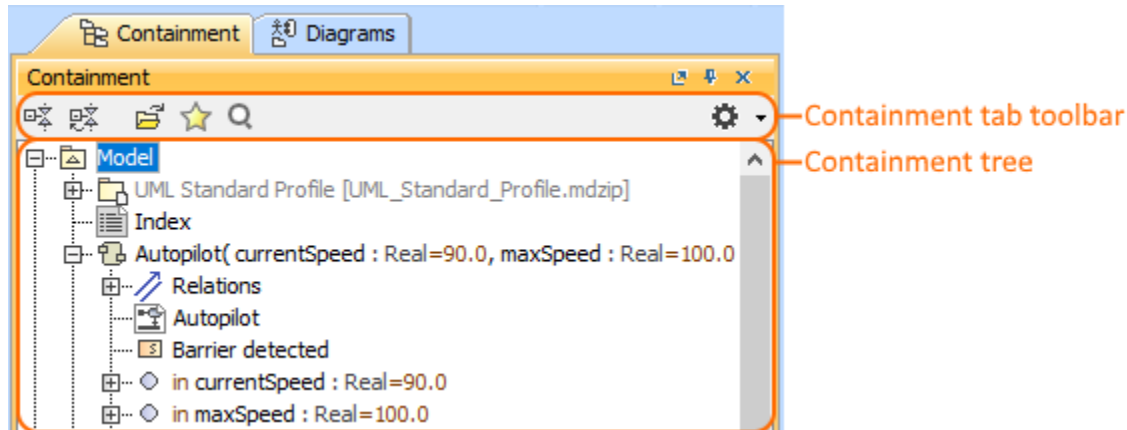 Containment
Diagrams
Containment
Containment tab toolbar
Model
Containment tree
UML Standard Profile [UML_Standard_Profile.mdzip]
Index
Autopilot( currentSpeed : Real=90.0, maxSpeed : Real=100.0
Relations
Autopilot
Barrier detected
in currentSpeed : Real=90.0
in maxSpeed : Real=100.0